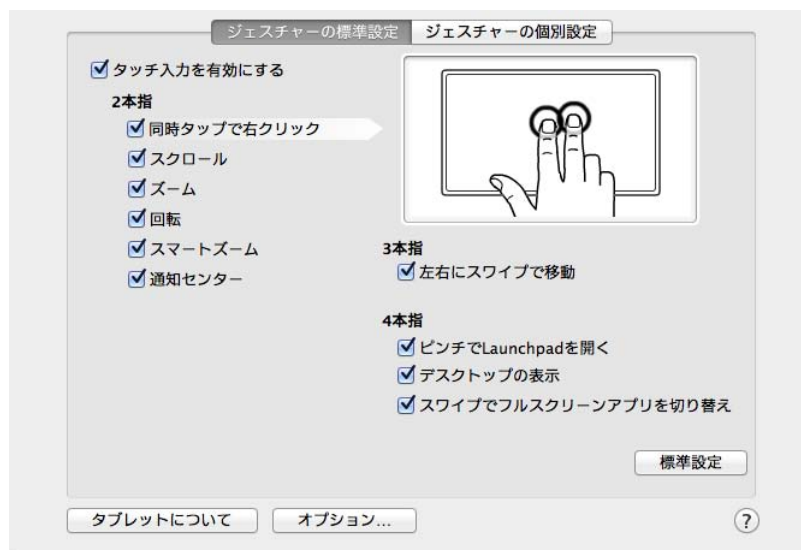 ジェスチャーの標準設定
ジェスチャーの個別設定
タッチ入力を有効にする
2本指
同時タップで右クリック
スクロール
ズーム
回転
スマートズーム
通知センター
3本指
左右にスワイプで移動
4本指
ピンチでLaunchpadを開く
デスクトップの表示
スワイプでフルスクリーンアプリを切り替え
標準設定
タブレットについて
オプション...
?